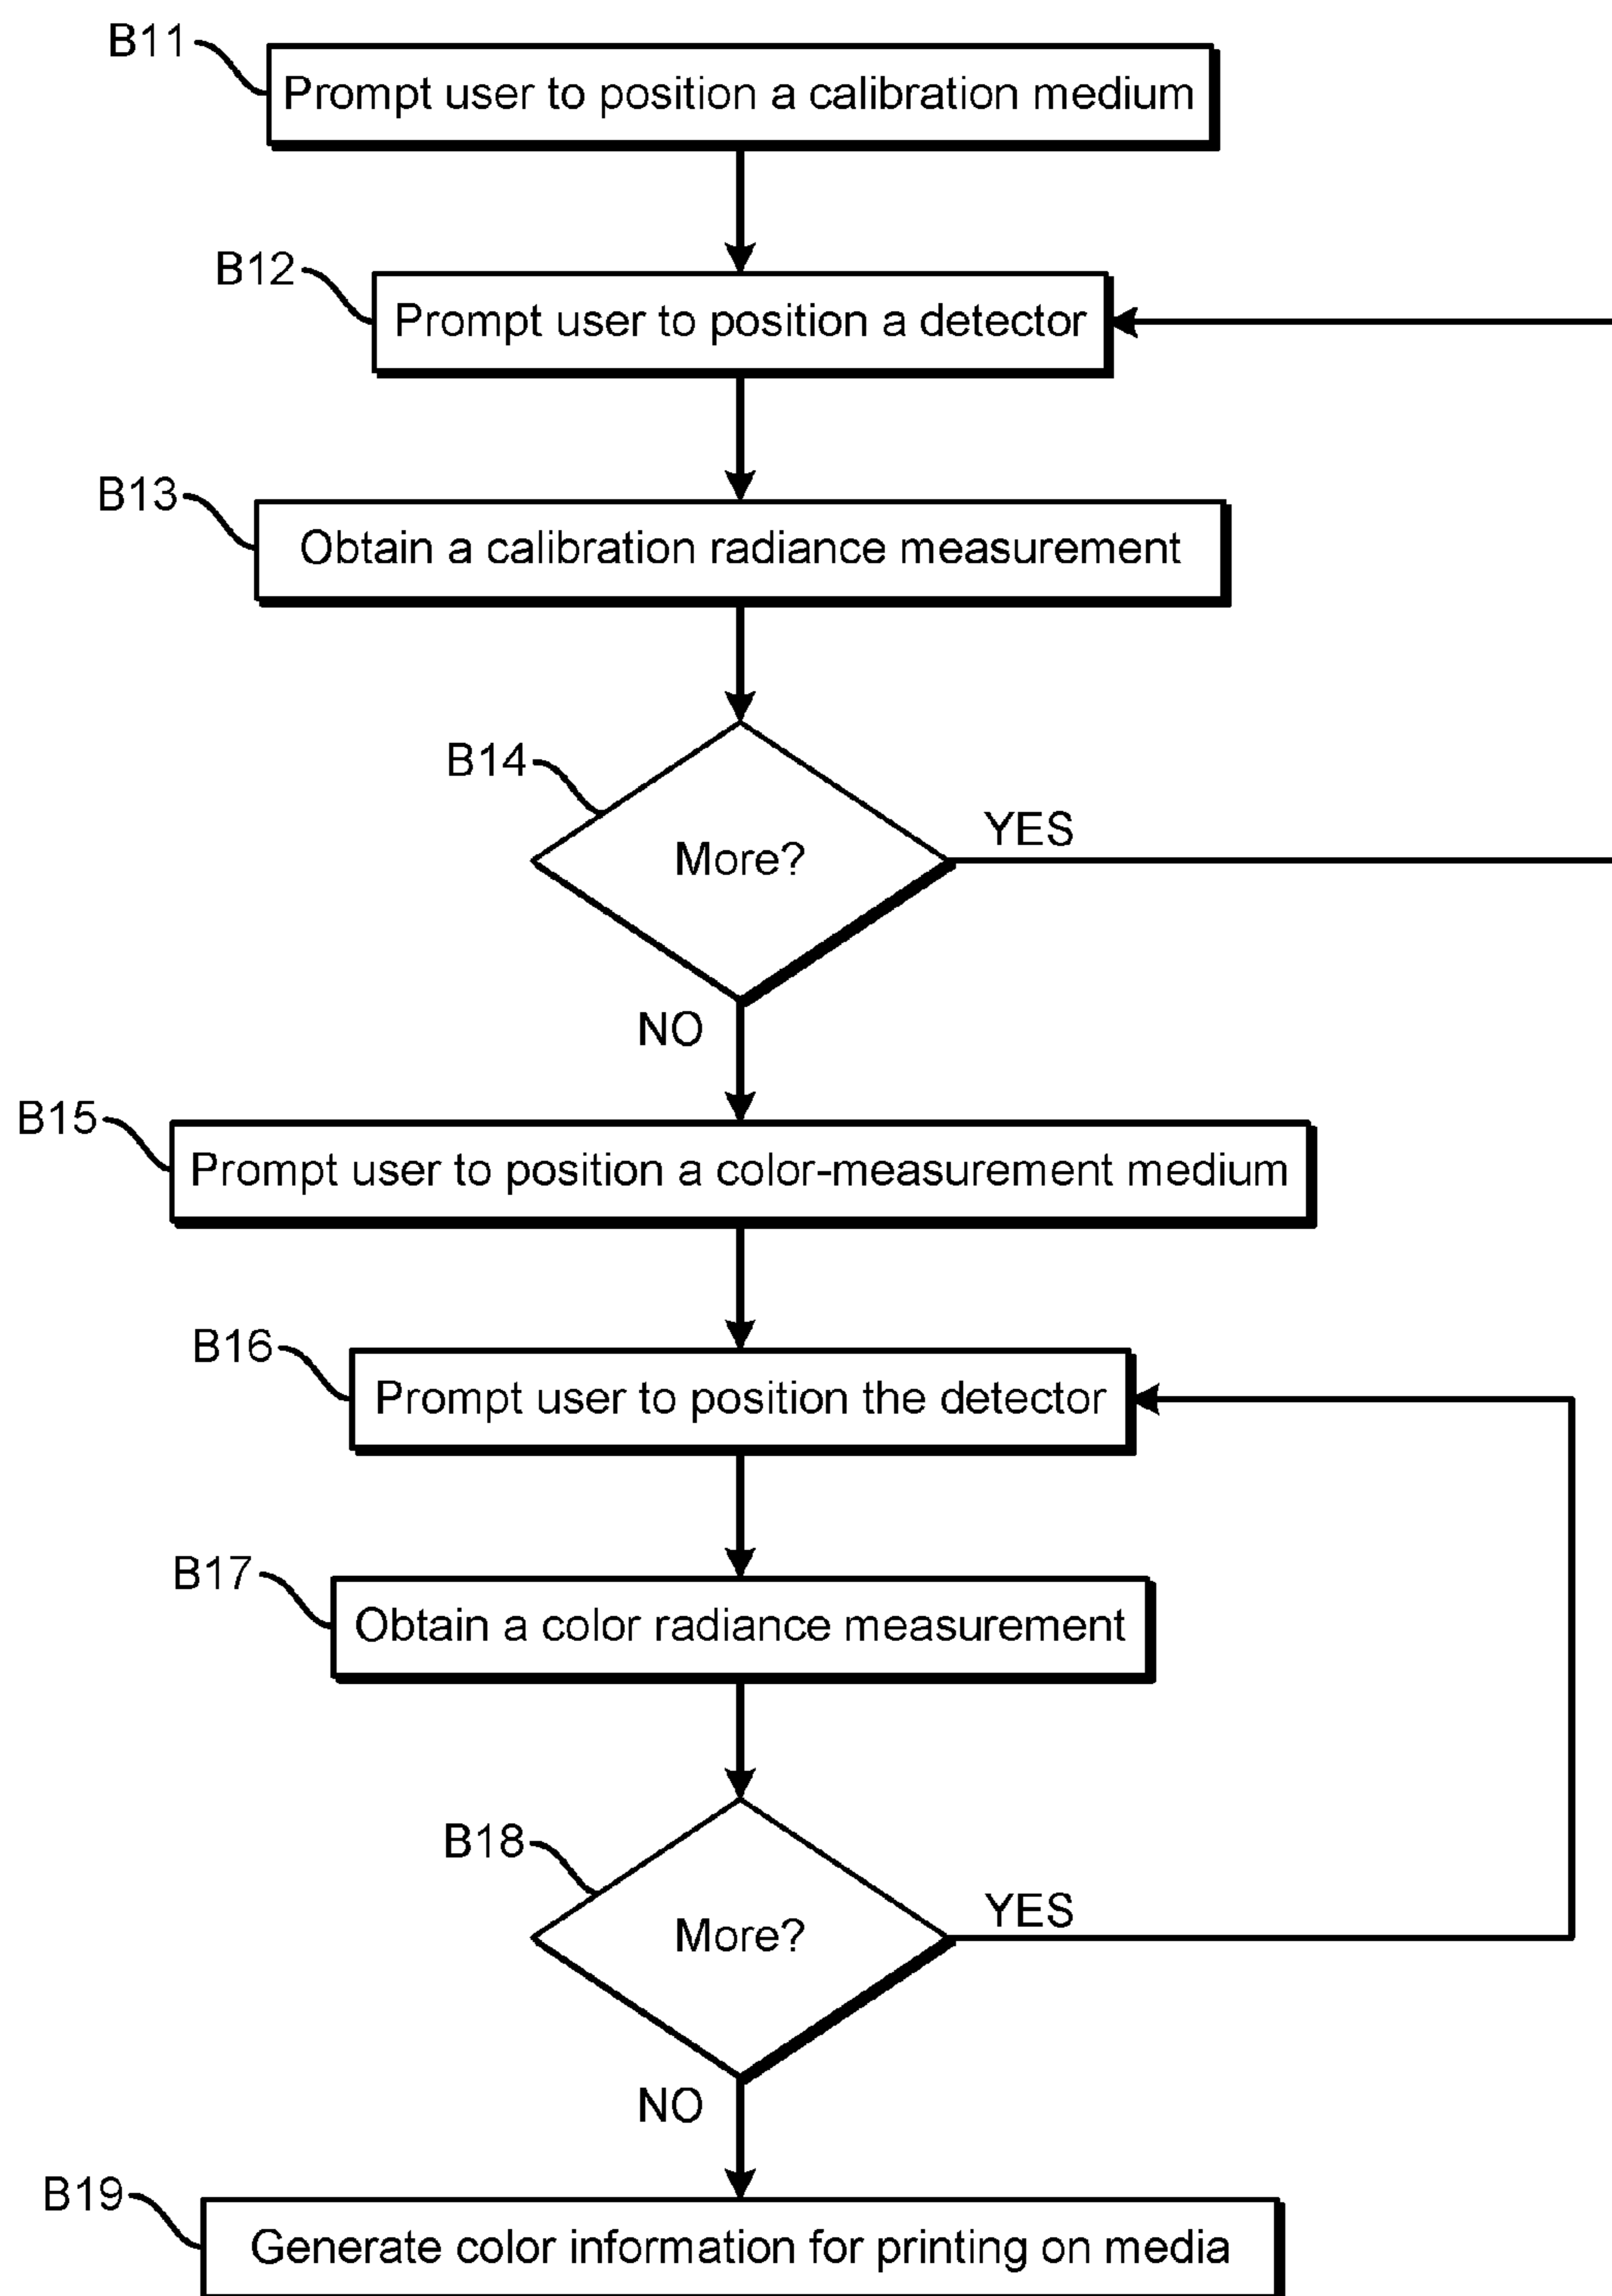 B11
Prompt user to position a calibration medium
B12
Prompt user to position a detector
B13
Obtain a calibration radiance measurement
B14
More?
YES
NO
B15
Prompt user to position a color-measurement medium
B16
Prompt user to position the detector
B17
Obtain a color radiance measurement
B18
More?
YES
NO
B19
Generate color information for printing on media